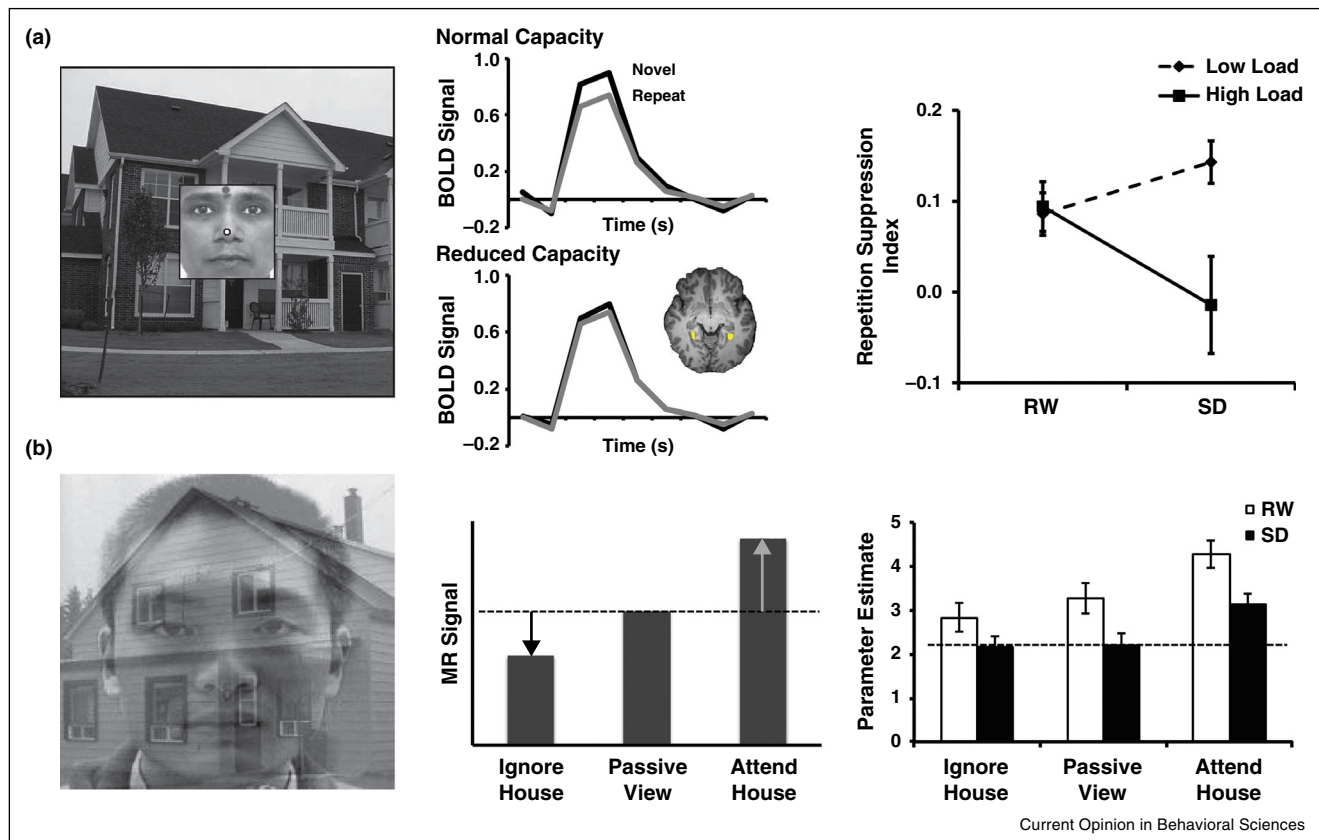 (a)
Normal Capacity
1.0
0.6
0.2
−0.2
BOLD Signal
Novel
Repeat
Time (s)
Reduced Capacity
1.0
0.6
0.2
−0.2
BOLD Signal
Time (s)
Low Load
High Load
0.2
0.1
0.0
−0.1
Repetition Suppression
Index
RW
SD
(b)
MR Signal
Ignore
House
Passive
View
Attend
House
RW
SD
5
4
3
2
1
0
Parameter Estimate
Ignore
House
Passive
View
Attend
House
Current Opinion in Behavioral Sciences